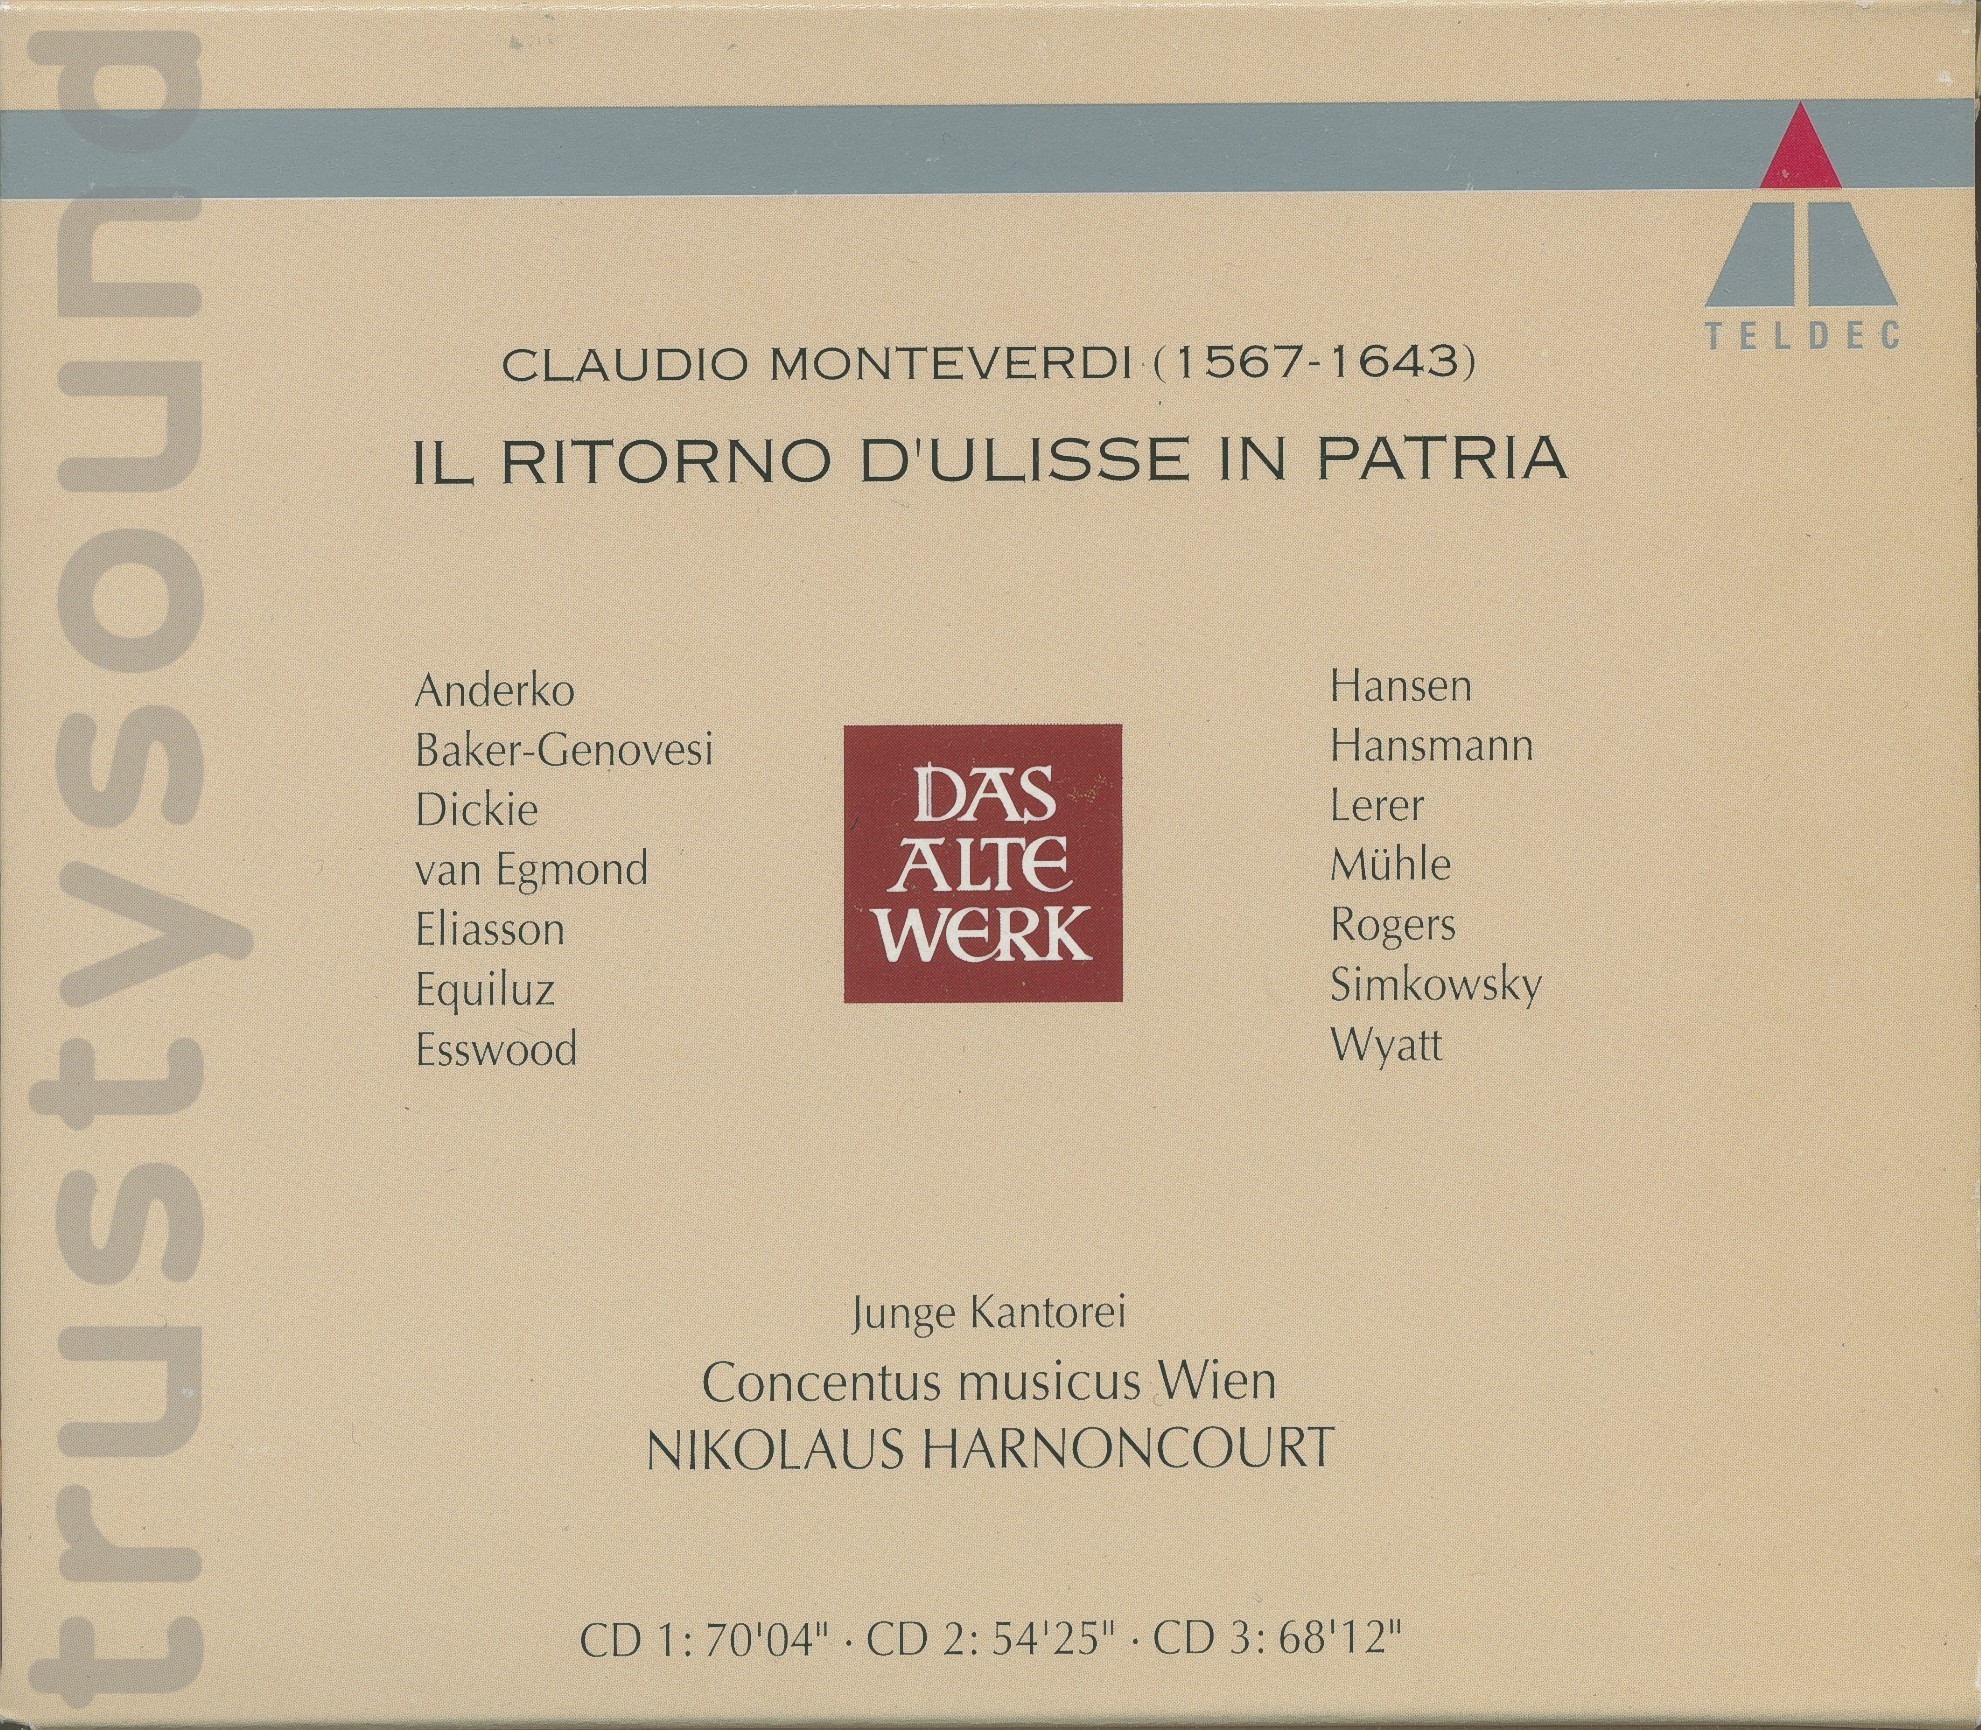 trustysound
TELDEC
CLAUDIO MONTEVERDI (1567-1643)
IL RITORNO D'ULISSE IN PATRIA
Anderko
Baker-Genovesi
Dickie
van Egmond
Eliasson
Equiluz
Esswood
DAS
ALTE
WERK
Hansen
Hansmann
Lerer
Mühle
Rogers
Simkowsky
Wyatt
Junge Kantorei
Concentus musicus Wien
NIKOLAUS HARNONCOURT
CD 1: 70'04" · CD 2: 54'25" · CD 3: 68'12"